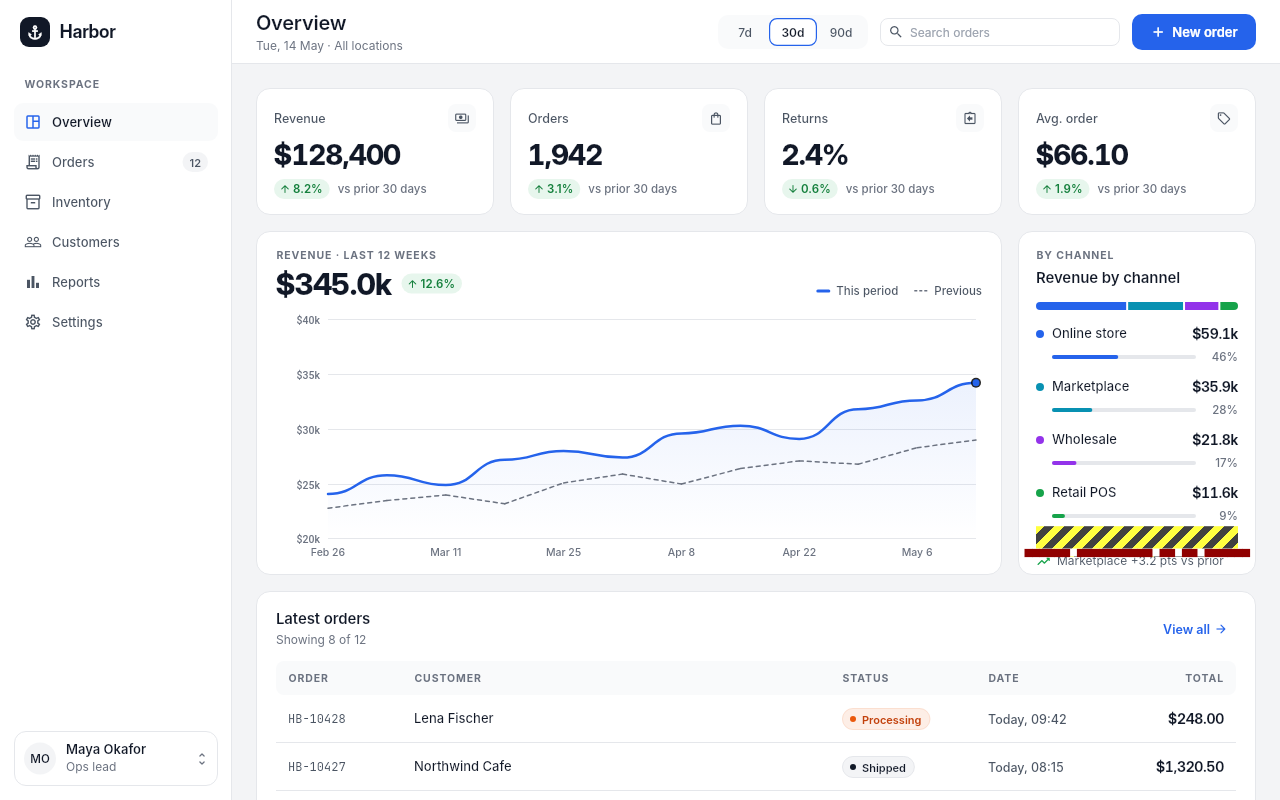 Harbor
WORKSPACE
Overview
Orders 12
Inventory
Customers
Reports
Settings
MO
Maya Okafor
Ops lead
Overview
Tue, 14 May · All locations
7d 30d 90d
Search orders
New order
Revenue
$128,400
↑ 8.2% vs prior 30 days
Orders
1,942
↑ 3.1% vs prior 30 days
Returns
2.4%
↓ 0.6% vs prior 30 days
Avg. order
$66.10
↑ 1.9% vs prior 30 days
REVENUE · LAST 12 WEEKS
$345.0k ↑ 12.6%
This period Previous
$40k
$35k
$30k
$25k
$20k
Feb 26 Mar 11 Mar 25 Apr 8 Apr 22 May 6
BY CHANNEL
Revenue by channel
Online store $59.1k
46%
Marketplace $35.9k
28%
Wholesale $21.8k
17%
Retail POS $11.6k
9%
Marketplace +3.2 pts vs prior
Latest orders
Showing 8 of 12
View all →
ORDER CUSTOMER STATUS DATE TOTAL
HB-10428 Lena Fischer Processing Today, 09:42 $248.00
HB-10427 Northwind Cafe Shipped Today, 08:15 $1,320.50